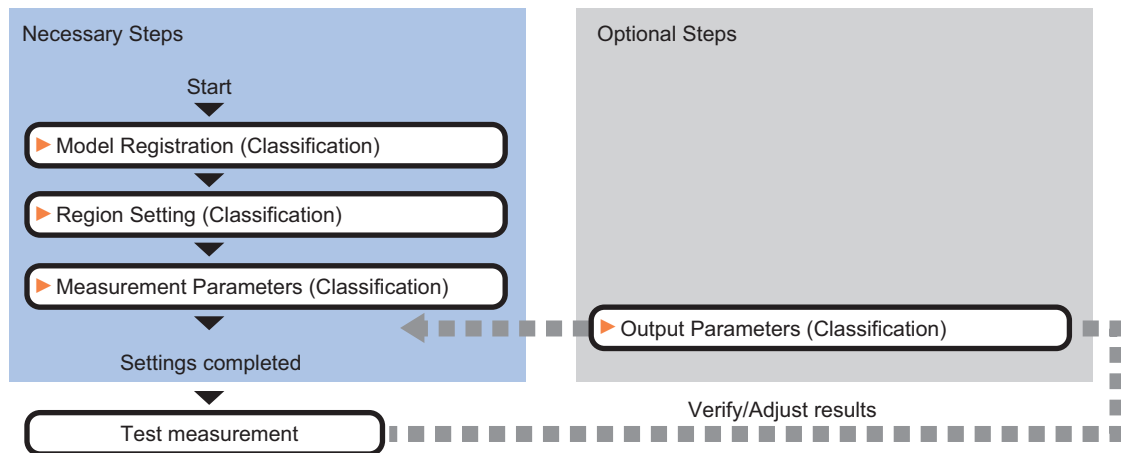 Necessary Steps
Start
Model Registration (Classification)
Region Setting (Classification)
Measurement Parameters (Classification)
Settings completed
Test measurement
Optional Steps
Output Parameters (Classification)
Verify/Adjust results